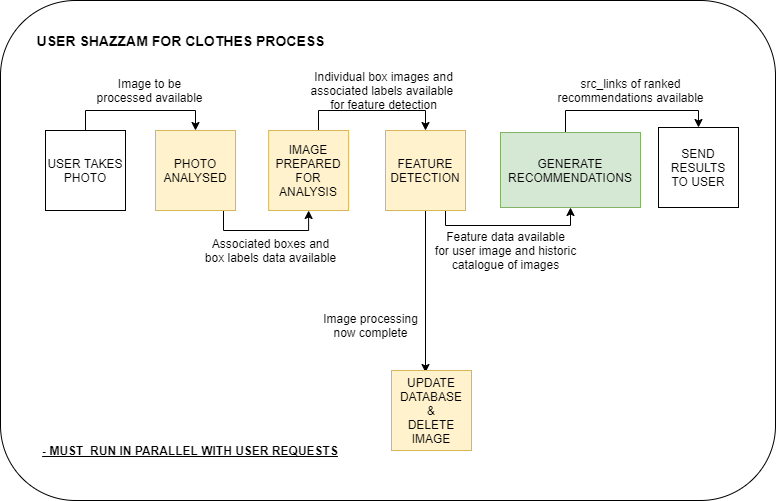 USER SHAZZAM FOR CLOTHES PROCESS
Image to be
processed available
Individual box images and
associated labels available
for feature detection
src_links of ranked
recommendations available
USER TAKES
PHOTO
PHOTO
ANALYSED
IMAGE
PREPARED
FOR
ANALYSIS
FEATURE
DETECTION
GENERATE
RECOMMENDATIONS
SEND
RESULTS
TO USER
Associated boxes and
box labels data available
Feature data available
for user image and historic
catalogue of images
Image processing
now complete
UPDATE
DATABASE
&
DELETE
IMAGE
- MUST RUN IN PARALLEL WITH USER REQUESTS